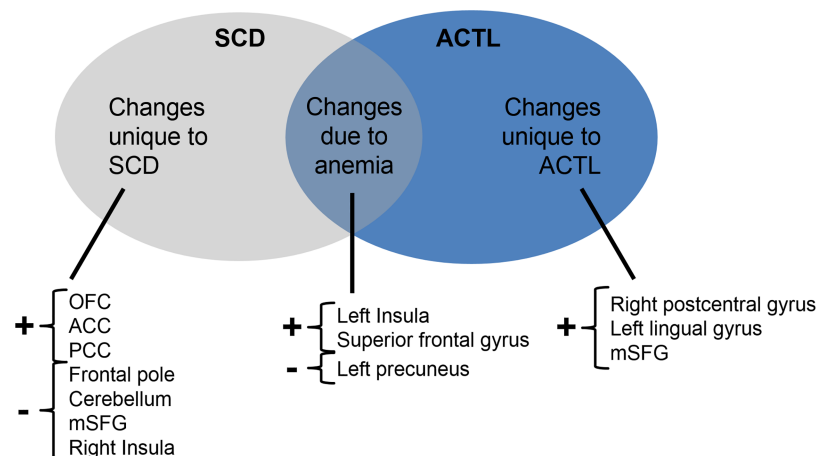 SCD
ACTL
Changes
unique to
SCD
Changes
due to
anemia
Changes
unique to
ACTL
+
OFC
ACC
PCC
-
Frontal pole
Cerebellum
mSFG
Right Insula
+
Left Insula
Superior frontal gyrus
-
Left precuneus
+
Right postcentral gyrus
Left lingual gyrus
mSFG